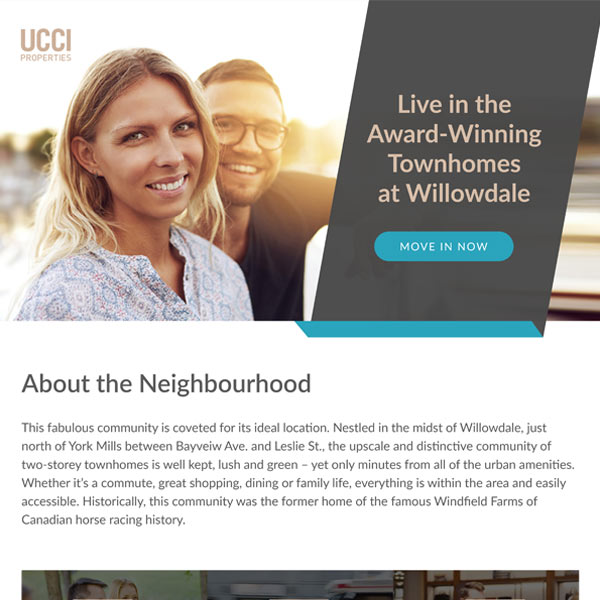 UCCI
PROPERTIES
Live in the
Award-Winning
Townhomes
at Willowdale
MOVE IN NOW
About the Neighbourhood
This fabulous community is coveted for its ideal location. Nestled in the midst of Willowdale, just
north of York Mills between Bayveiw Ave. and Leslie St., the upscale and distinctive community of
two-storey townhomes is well kept, lush and green – yet only minutes from all of the urban amenities.
Whether it's a commute, great shopping, dining or family life, everything is within the area and easily
accessible. Historically, this community was the former home of the famous Windfield Farms of
Canadian horse racing history.